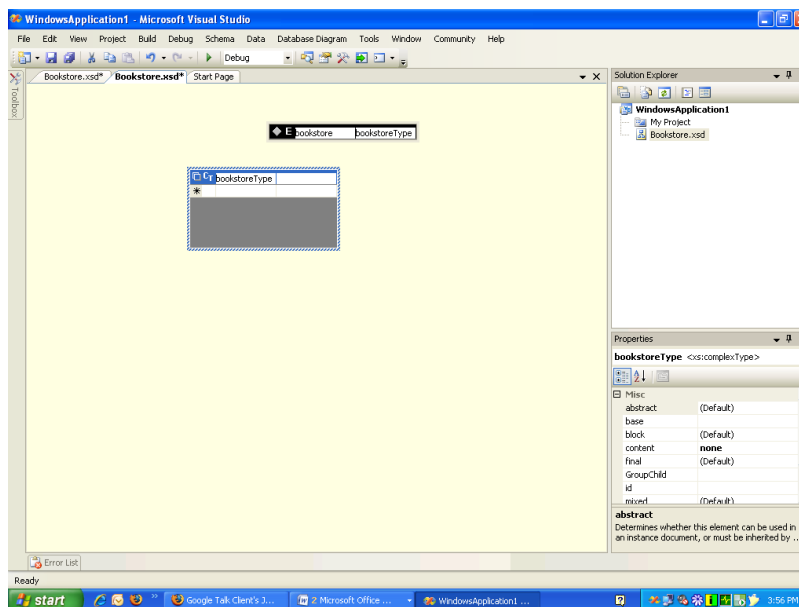 WindowsApplication1 - Microsoft Visual Studio
File Edit View Project Build Debug Schema Data Database Diagram Tools Window Community Help
Debug
Toolbox
Bookstore.xsd* Bookstore.xsd* Start Page
E bookstore bookstoreType
CT bookstoreType
Solution Explorer
WindowsApplication1
My Project
Bookstore.xsd
Properties
bookstoreType <xs:complexType>
Misc
abstract (Default)
base
block (Default)
content none
final (Default)
GroupChild
id
mixed (Default)
abstract
Determines whether this element can be used in
an instance document, or must be inherited by ..
Error List
Ready
start Google Talk Client's J... 2 Microsoft Office ... WindowsApplication1 ... 3:56 PM